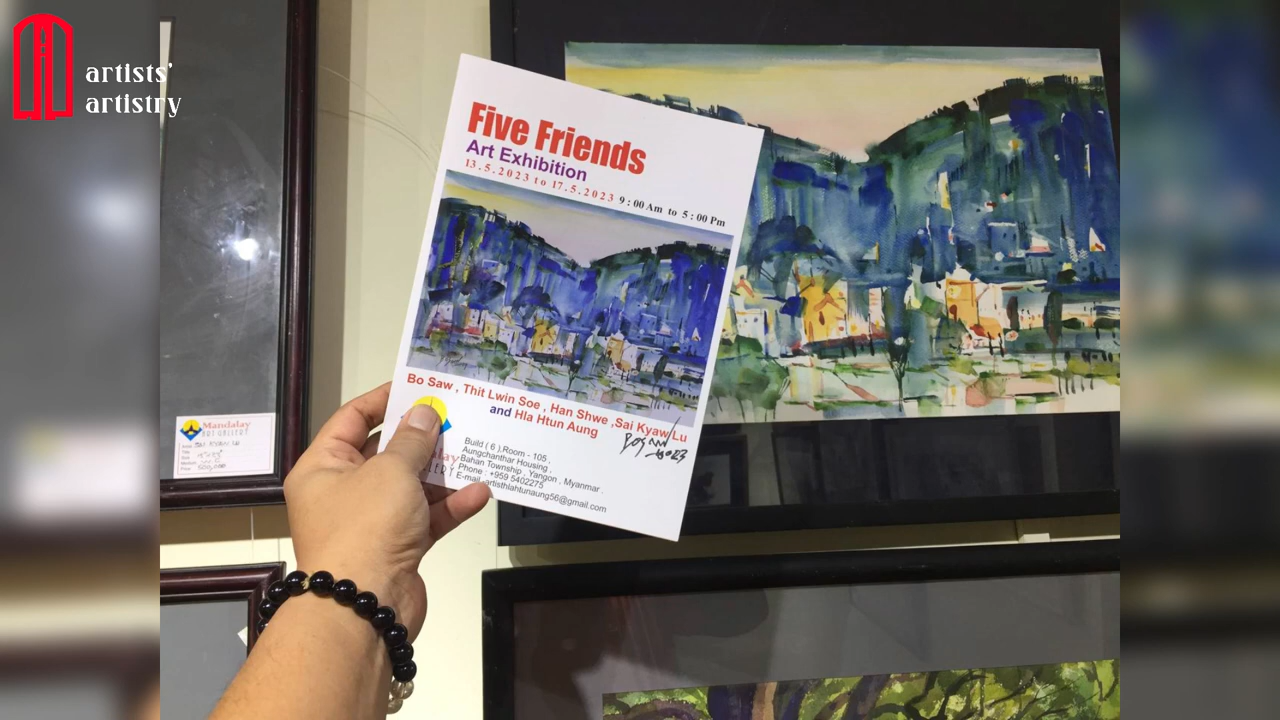 artists'
artistry
Five Friends
Art Exhibition
13.5.2023 to 17.5.2023 9:00 Am to 5:00 Pm
Bo Saw , Thit Lwin Soe , Han Shwe ,Sai Kyaw Lu
and Hla Htun Aung
Build ( 6 ),Room - 105 ,
Aungchanthar Housing ,
Bahan Township , Yangon , Myanmar .
Phone : +959 5402275
E-mail -artisthlahtunaung56@gmail.com
Mandalay
ART GALLERY